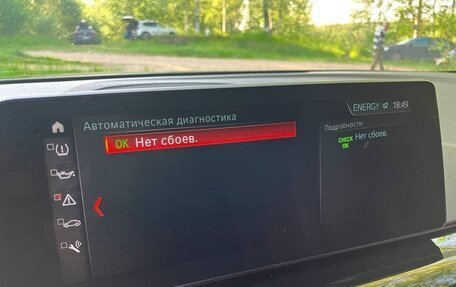 ENERGY 18:49
Автоматическая диагностика
OK Нет сбоев.
Подробности
CHECK OK Нет сбоев.